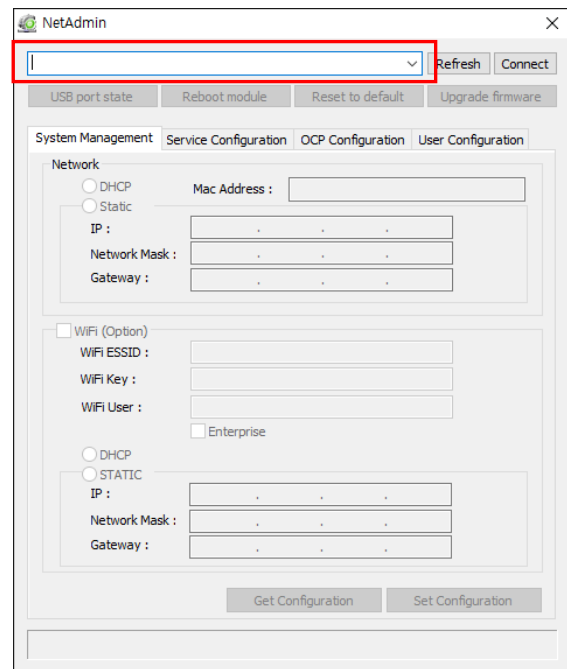 NetAdmin
Refresh Connect
USB port state Reboot module Reset to default Upgrade firmware
System Management Service Configuration OCP Configuration User Configuration
Network
DHCP Mac Address :
Static
IP : . . .
Network Mask : . . .
Gateway : . . .
WiFi (Option)
WiFi ESSID :
WiFi Key :
WiFi User :
Enterprise
DHCP
STATIC
IP : . . .
Network Mask : . . .
Gateway : . . .
Get Configuration Set Configuration